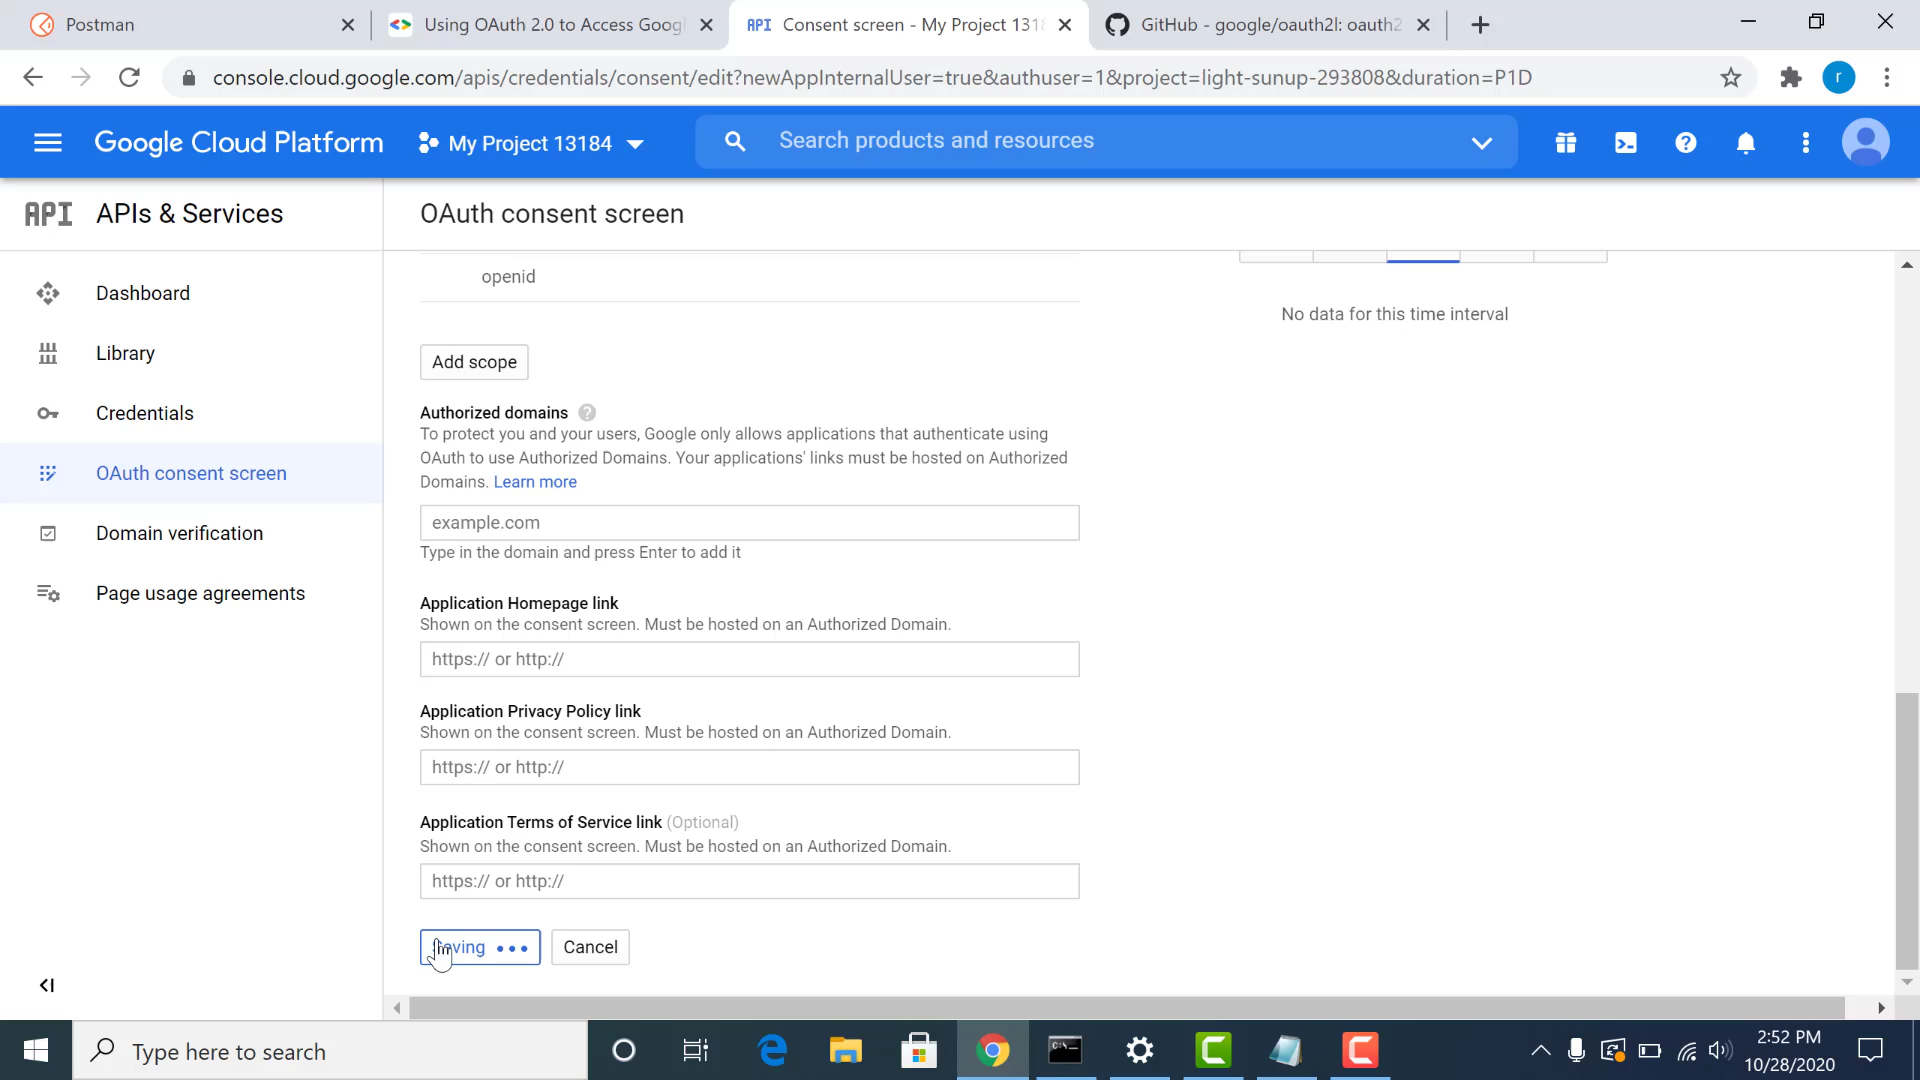 Postman
Using OAuth 2.0 to Access Goog
API Consent screen - My Project 131
GitHub - google/oauth2l: oauth2
console.cloud.google.com/apis/credentials/consent/edit?newAppInternalUser=true&authuser=1&project=light-sunup-293808&duration=P1D
r
Google Cloud Platform
My Project 13184
Search products and resources
API APIs & Services
OAuth consent screen
Dashboard
Library
Credentials
OAuth consent screen
Domain verification
Page usage agreements
openid
No data for this time interval
Add scope
Authorized domains ?
To protect you and your users, Google only allows applications that authenticate using
OAuth to use Authorized Domains. Your applications' links must be hosted on Authorized
Domains. Learn more
example.com
Type in the domain and press Enter to add it
Application Homepage link
Shown on the consent screen. Must be hosted on an Authorized Domain.
https:// or http://
Application Privacy Policy link
Shown on the consent screen. Must be hosted on an Authorized Domain.
https:// or http://
Application Terms of Service link (Optional)
Shown on the consent screen. Must be hosted on an Authorized Domain.
https:// or http://
Saving
Cancel
Type here to search
2:52 PM
10/28/2020